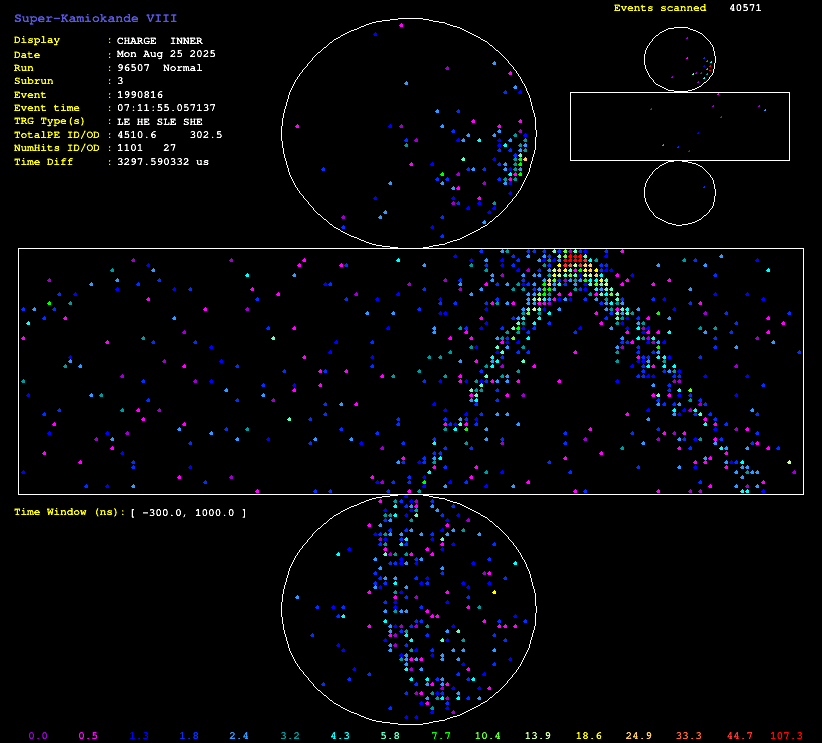 Super-Kamiokande VIII
Events scanned 40571
Display : CHARGE INNER
Date : Mon Aug 25 2025
Run : 96507 Normal
Subrun : 3
Event : 1990816
Event time : 07:11:55.057137
TRG Type(s) : LE HE SLE SHE
TotalPE ID/OD : 4510.6 302.5
NumHits ID/OD : 1101 27
Time Diff : 3297.590332 us
Time Window (ns): [ -300.0, 1000.0 ]
0.0 0.5 1.3 1.8 2.4 3.2 4.3 5.8 7.7 10.4 13.9 18.6 24.9 33.3 44.7 107.3